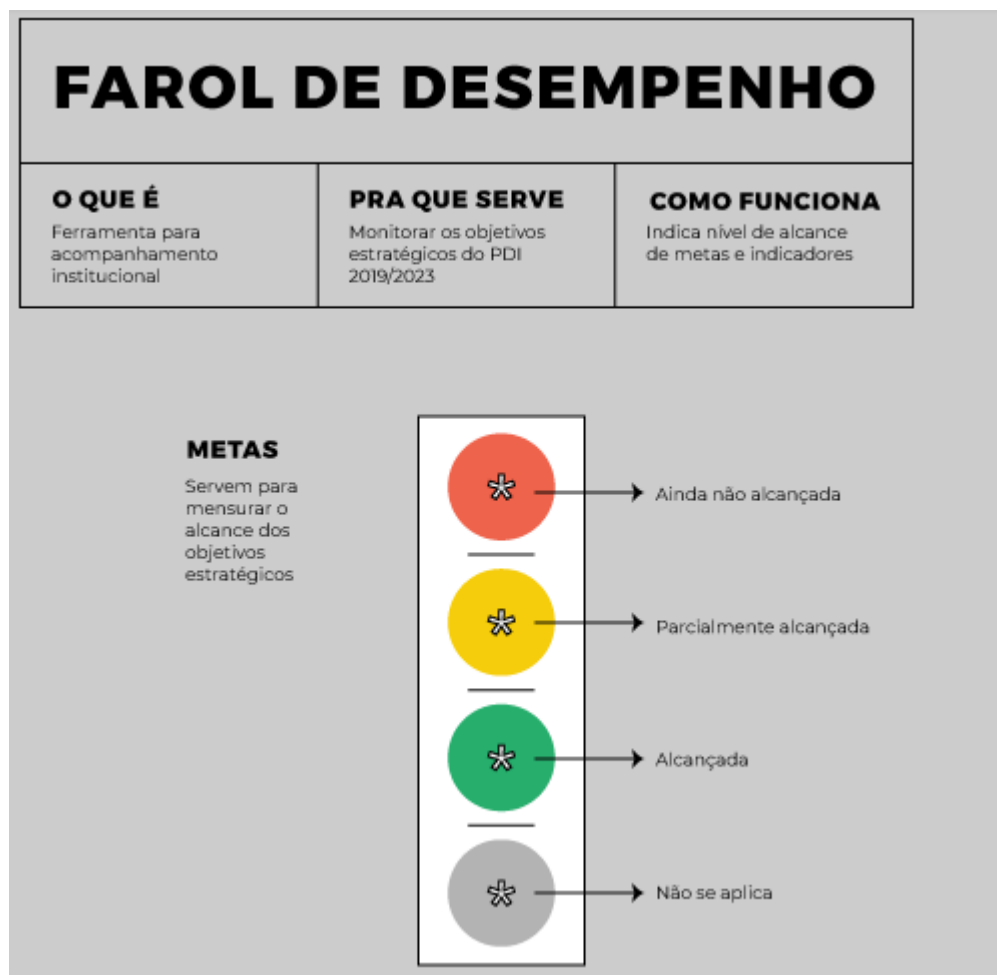 FAROL DE DESEMPENHO
O QUE É
Ferramenta para
acompanhamento
institucional
PRA QUE SERVE
Monitorar os objetivos
estratégicos do PDI
2019/2023
COMO FUNCIONA
Indica nível de alcance
de metas e indicadores
METAS
Servem para
mensurar o
alcance dos
objetivos
estratégicos
* Ainda não alcançada
* Parcialmente alcançada
* Alcançada
* Não se aplica